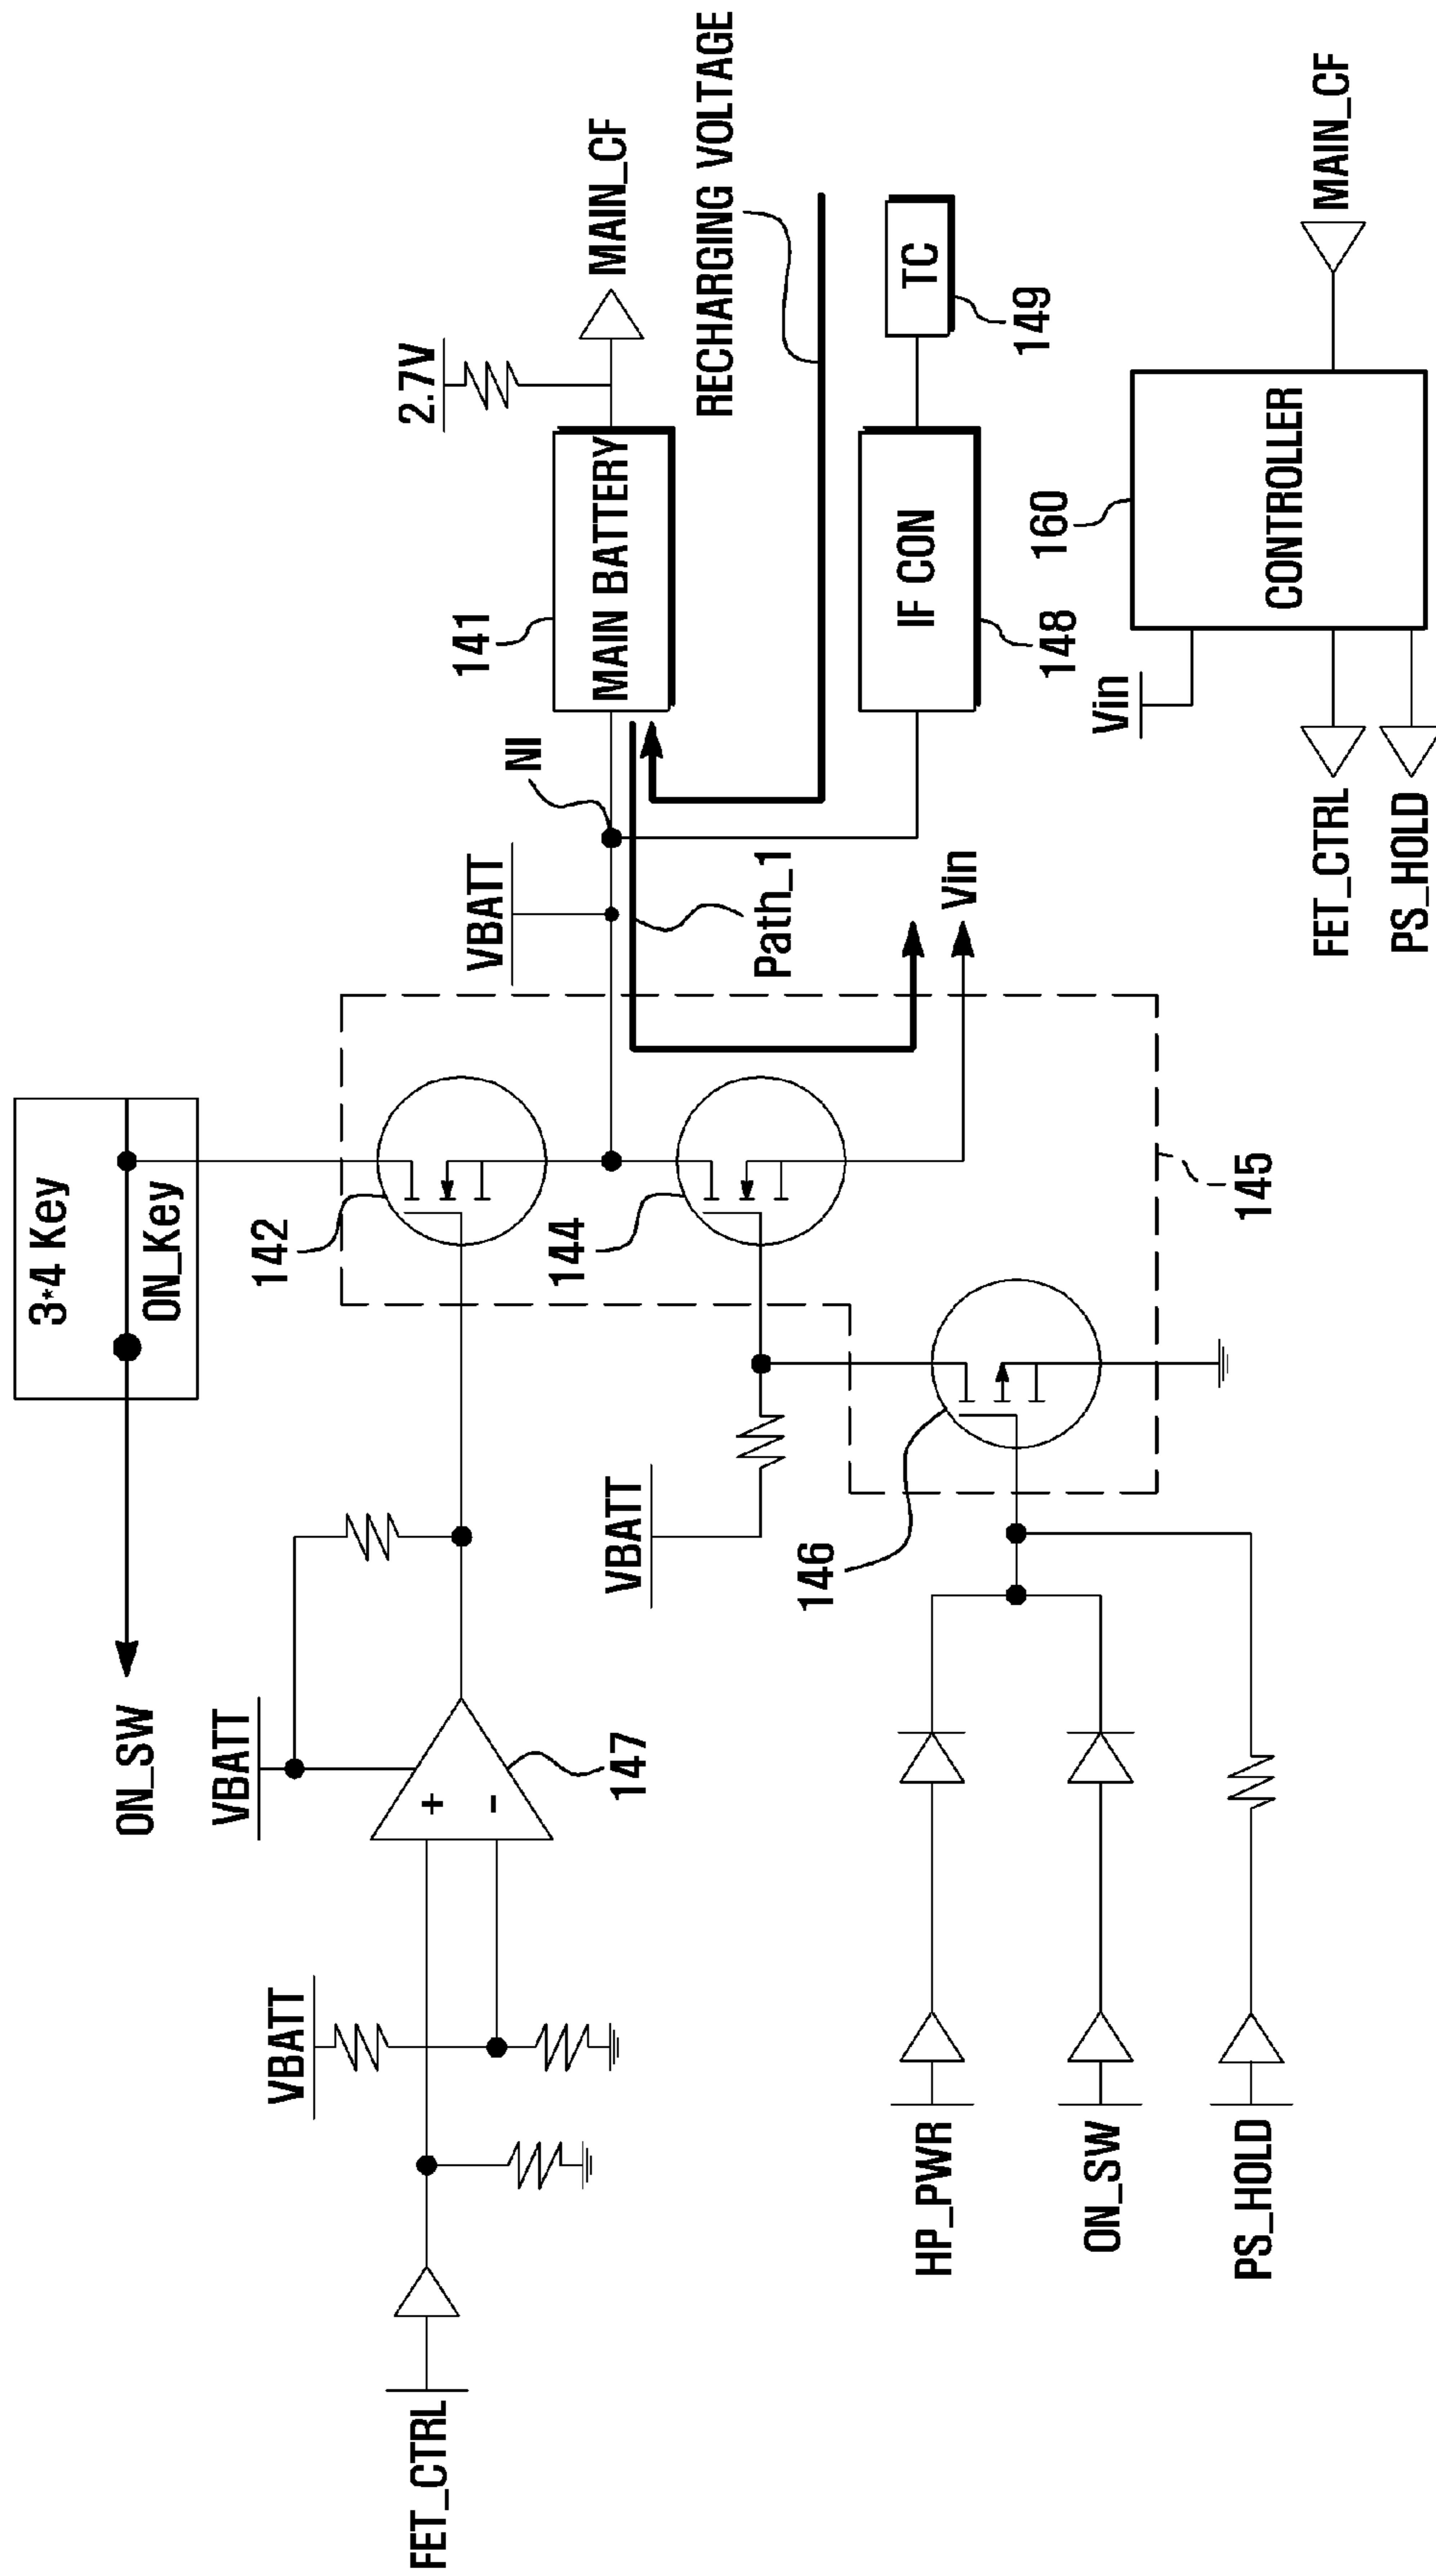 3*4 Key
ON_Key
ON_SW
VBATT
2.7V
MAIN_CF
142
141
MAIN BATTERY
NI
VBATT
RECHARGING VOLTAGE
FET_CTRL
VBATT
+
-
147
144
Path_1
Vin
IF CON
148
TC
149
VBATT
146
145
HP_PWR
ON_SW
PS_HOLD
160
CONTROLLER
Vin
MAIN_CF
FET_CTRL
PS_HOLD